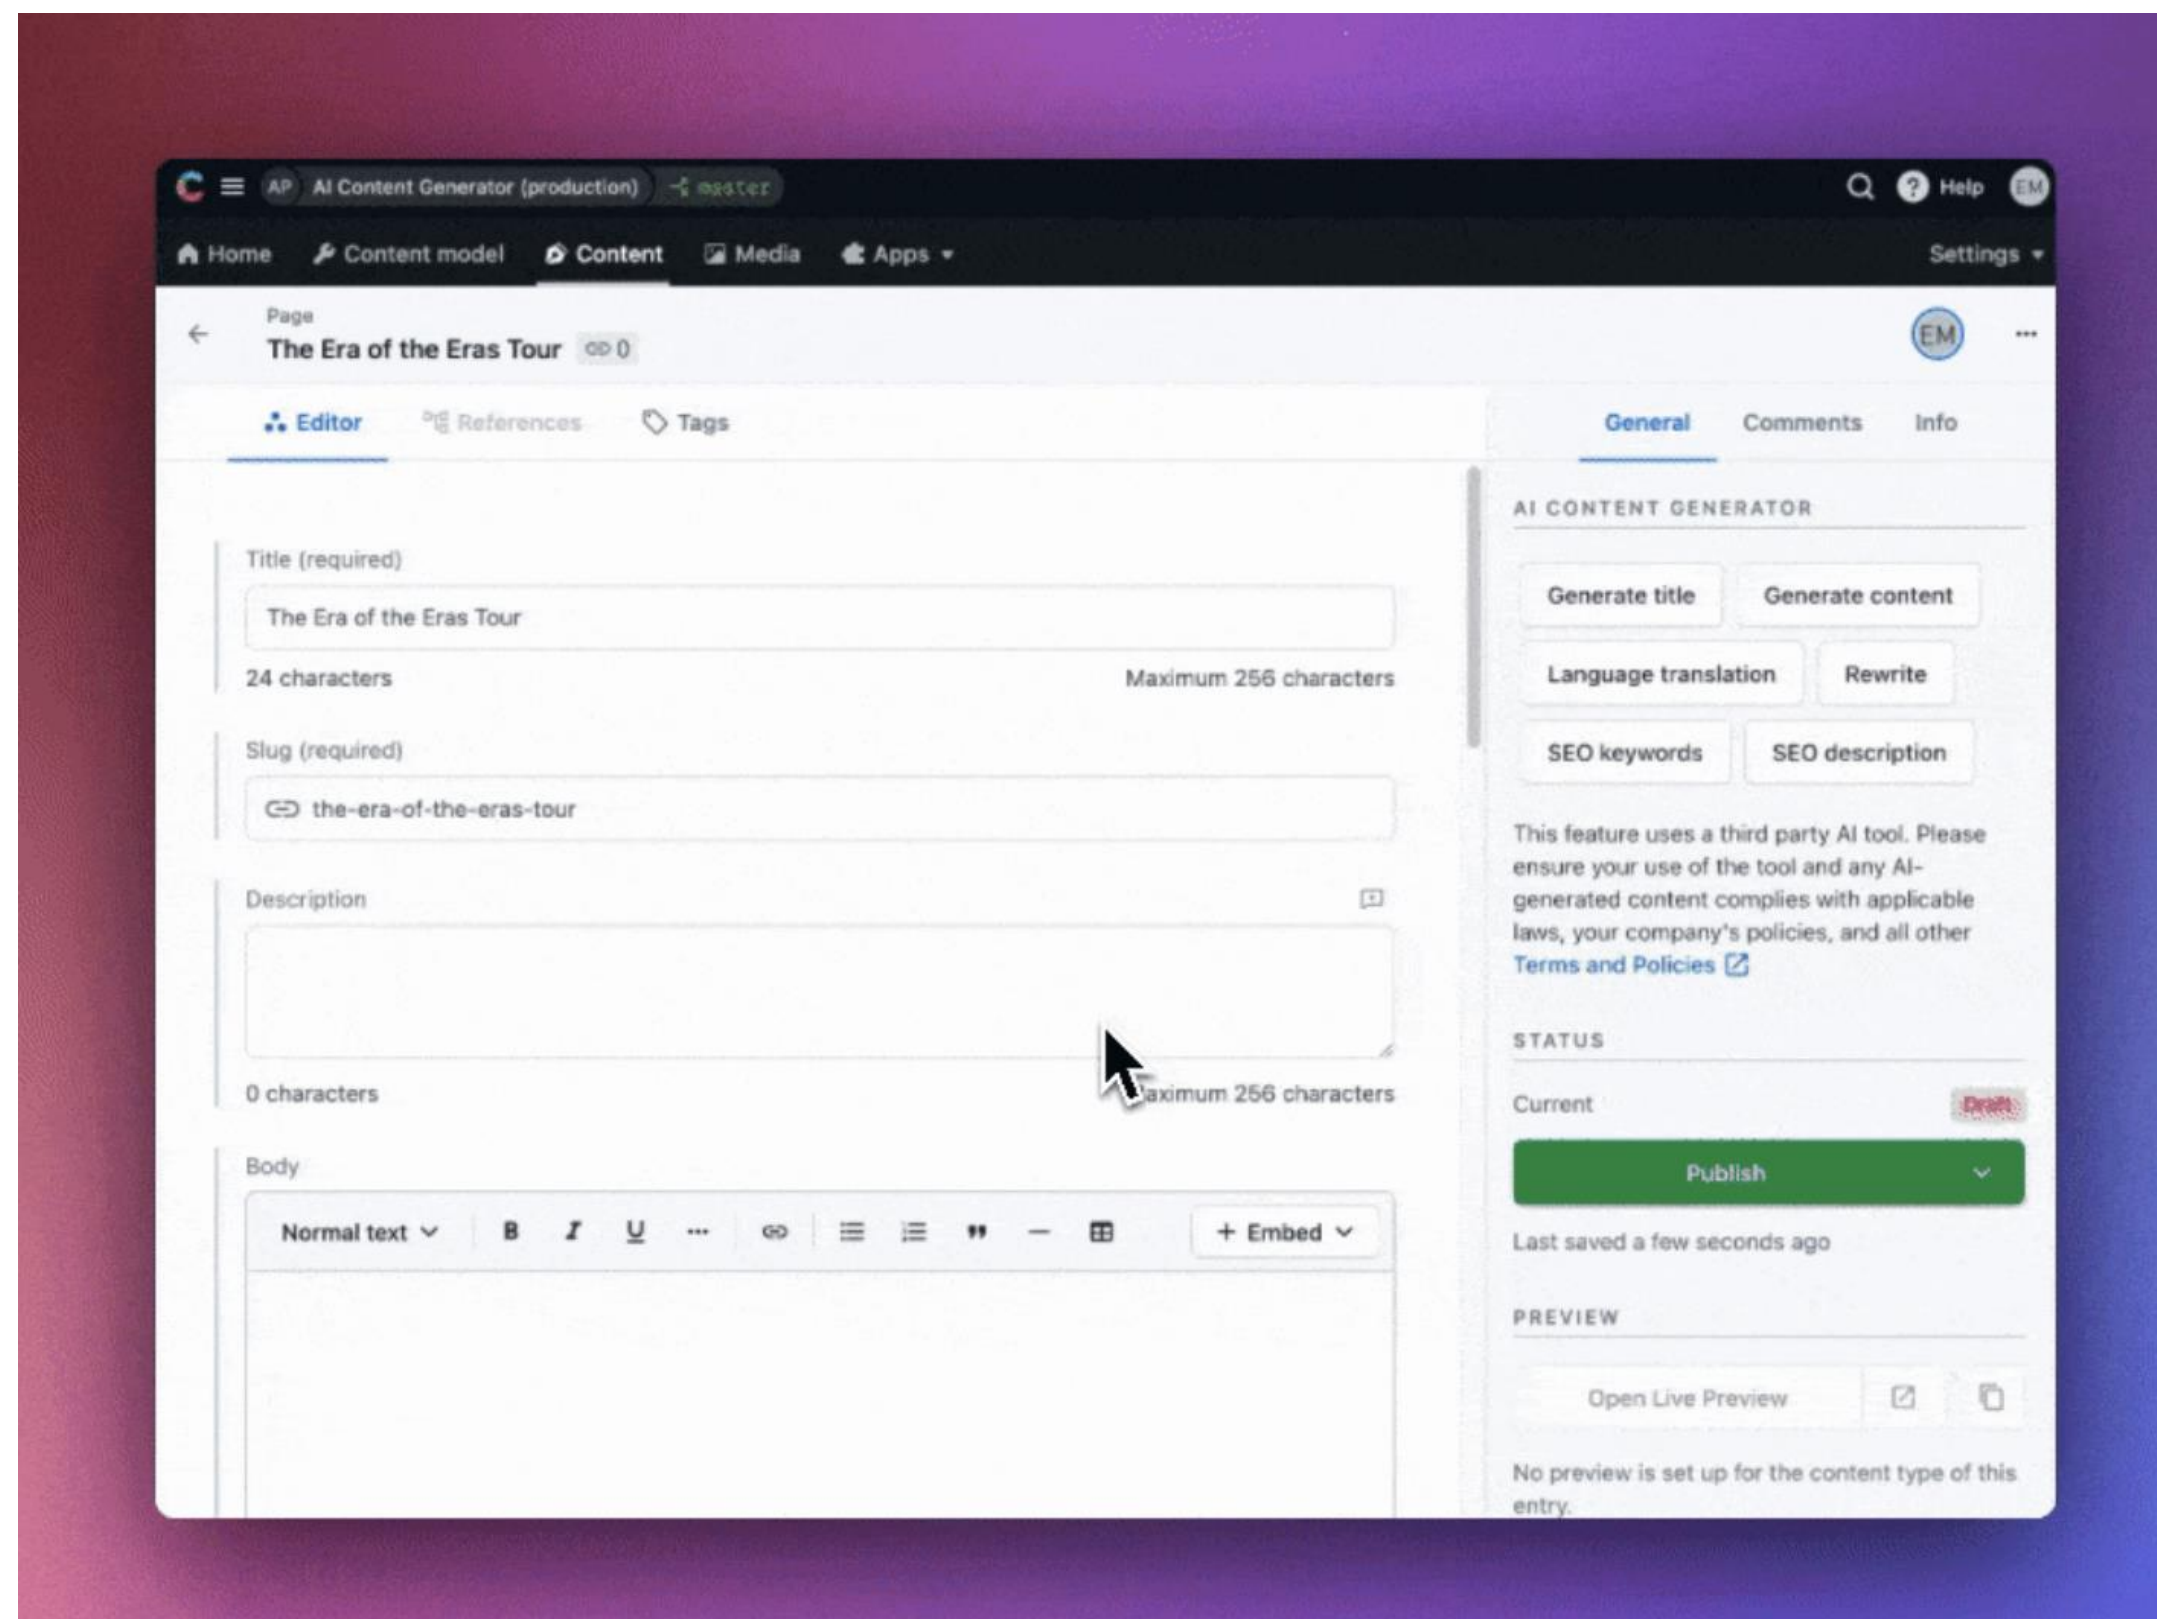 AP AI Content Generator (production) master
Help EM
Home Content model Content Media Apps Settings
Page
The Era of the Eras Tour 0
EM
Editor References Tags
General Comments Info
Title (required)
The Era of the Eras Tour
24 characters Maximum 256 characters
Slug (required)
the-era-of-the-eras-tour
Description
0 characters aximum 256 characters
Body
Normal text B I U + Embed
AI CONTENT GENERATOR
Generate title Generate content
Language translation Rewrite
SEO keywords SEO description
This feature uses a third party AI tool. Please
ensure your use of the tool and any AI-
generated content complies with applicable
laws, your company's policies, and all other
Terms and Policies
STATUS
Current Draft
Publish
Last saved a few seconds ago
PREVIEW
Open Live Preview
No preview is set up for the content type of this
entry.